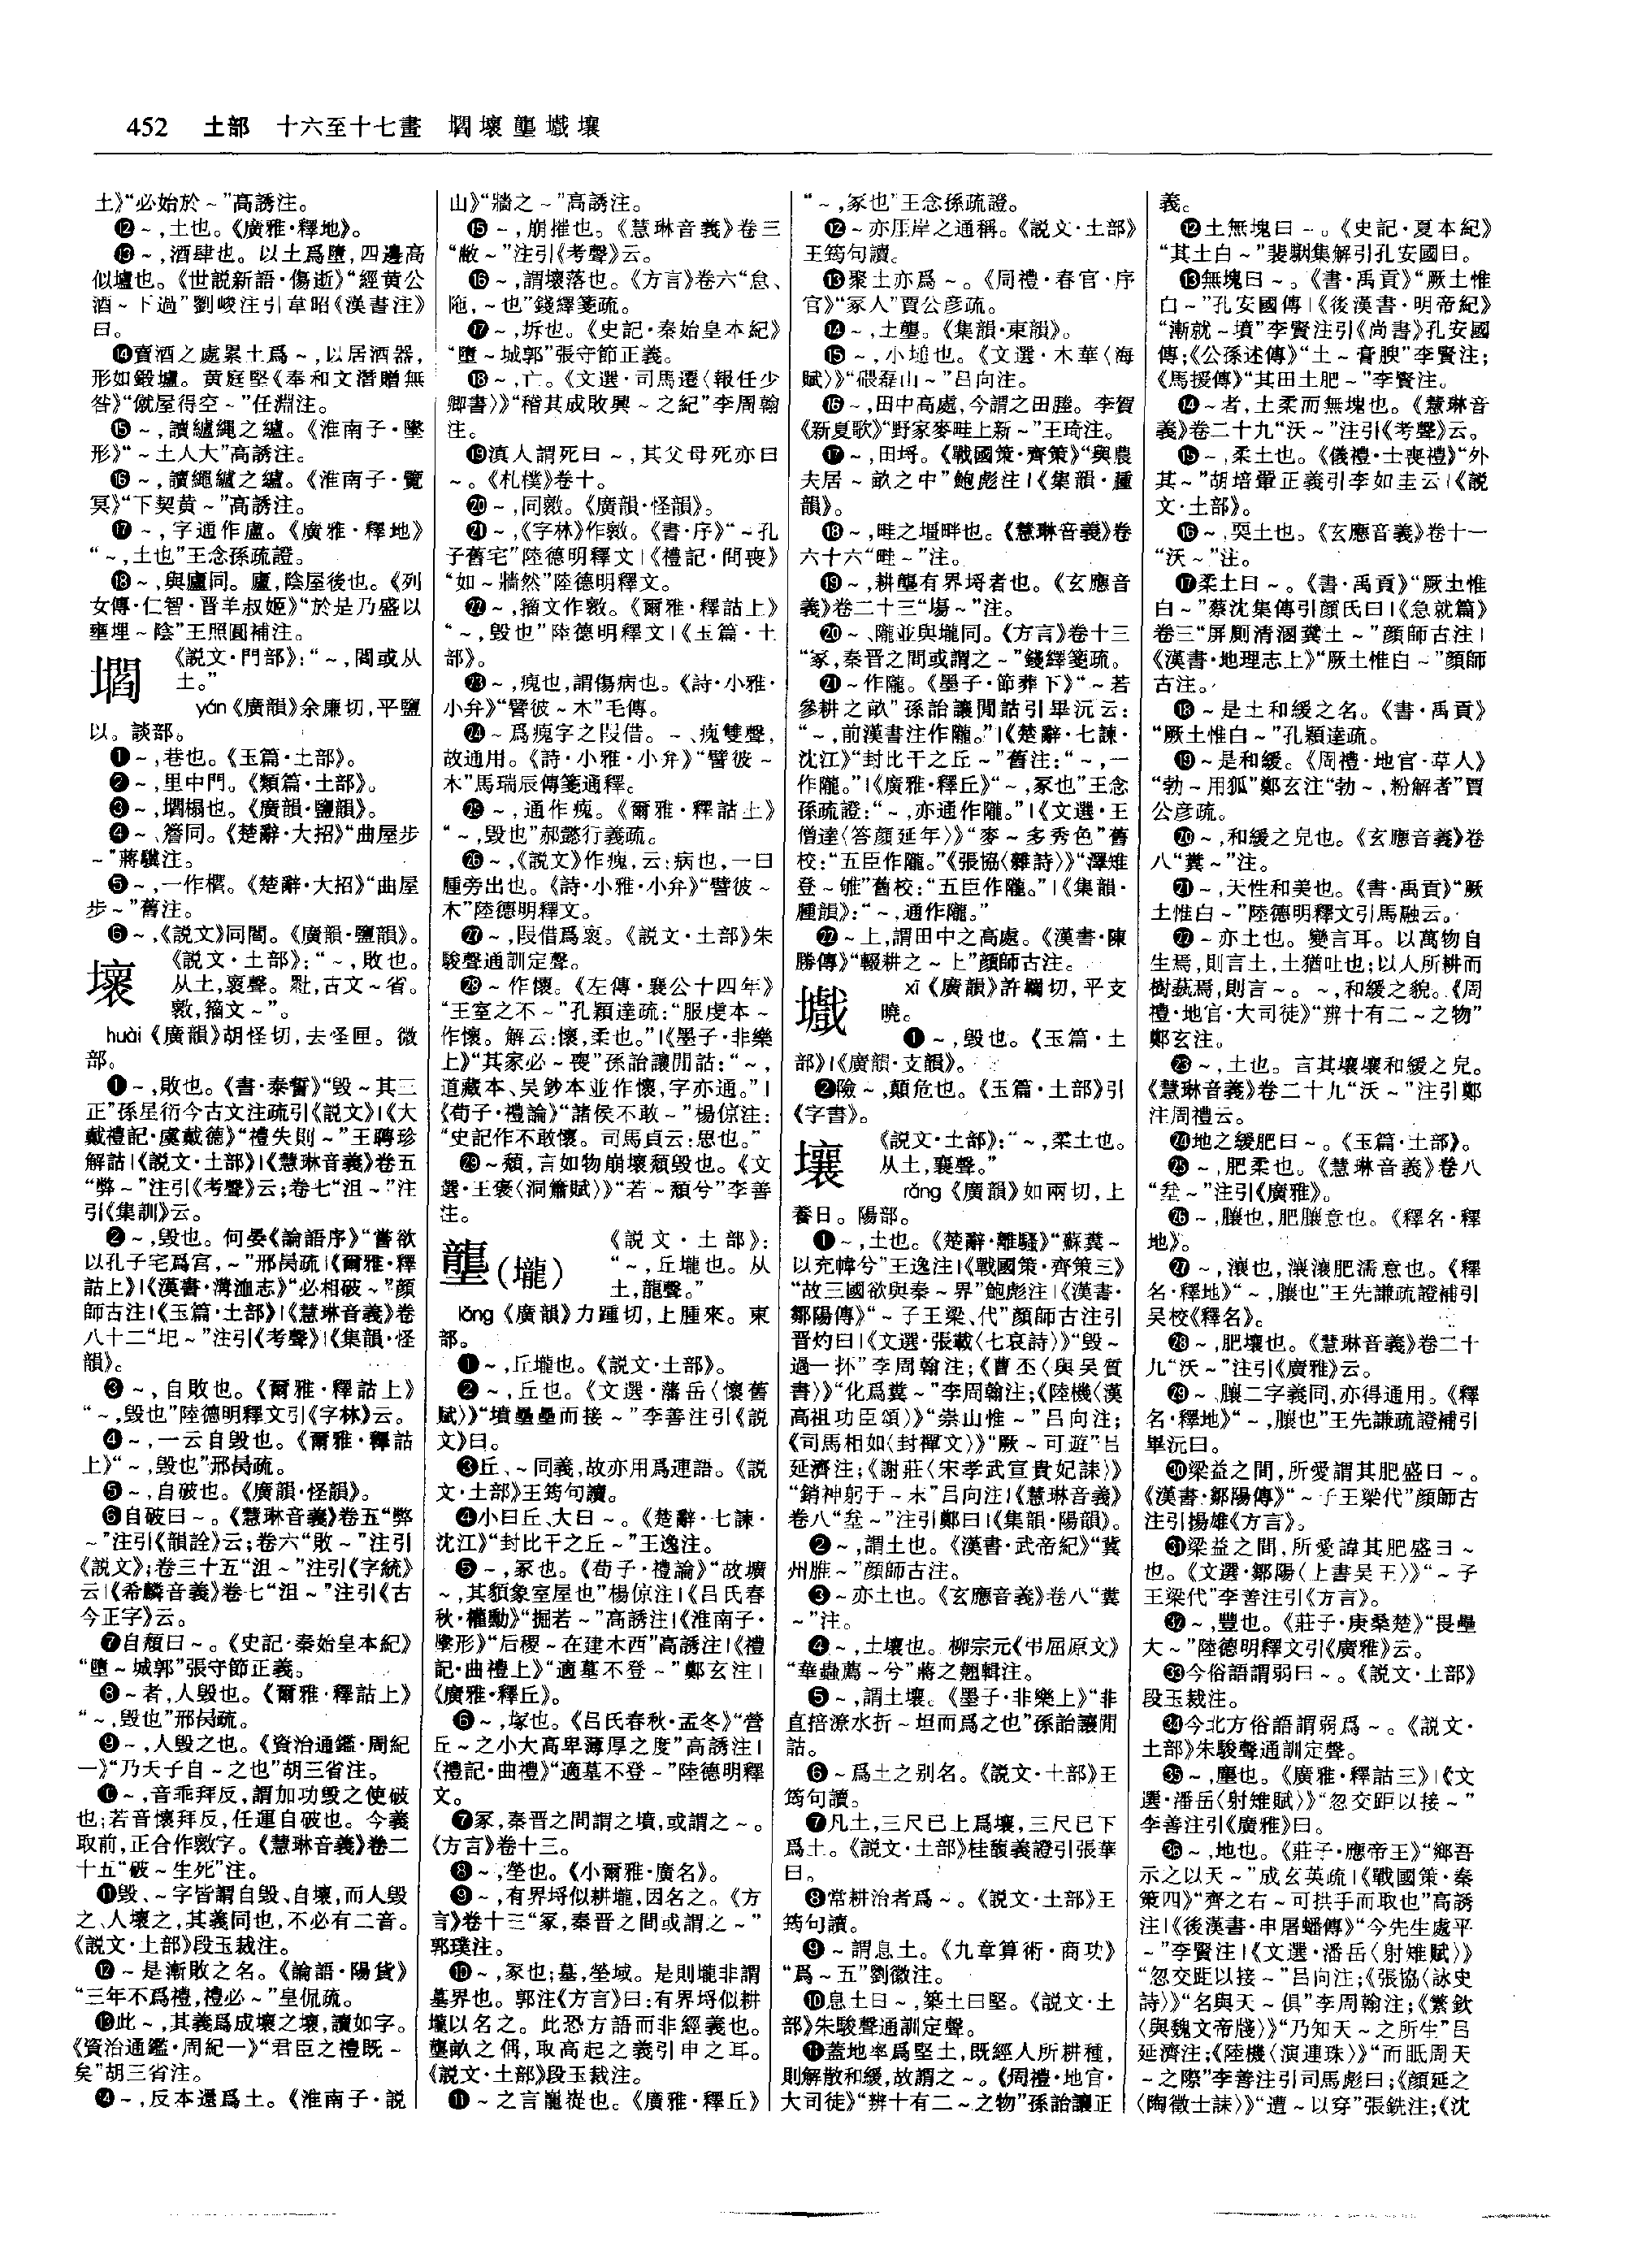 452 土部 十六至十七畫 壛壞壟壏壤
土》“必始於～”高誘注。
⓬～,土也。《廣雅·釋地》。
⓭～,酒肆也。以土爲墮,四邊高
似壚也。《世説新語·傷逝》“經黄公
酒～下過”劉峻注引韋昭《漢書注》
曰。
⓮賣酒之處累土爲～,以居酒器,
形如鍛壚。黄庭堅《奉和文潛贈無
咎》“僦屋得空～”任淵注。
⓯～,讀纑繩之纑。《淮南子·墬
形》“～土人大”高誘注。
⓰～,讀繩纑之纑。《淮南子·覽
冥》“下契黄～”高誘注。
⓱～,字通作盧。《廣雅·釋地》
“～,土也”王念孫疏證。
⓲～,與廬同。廬,陰屋後也。《列
女傳·仁智·晋羊叔姬》“於是乃盛以
壅埋～陰”王照圓補注。
壛
《説文·門部》：“～,閻或从
土。”
yán《廣韻》余廉切,平鹽
以。談部。
❶～,巷也。《玉篇·土部》。
❷～,里中門。《類篇·土部》。
❸～,壛榻也。《廣韻·鹽韻》。
❹～、簷同。《楚辭·大招》“曲屋步
～”蔣驥注。
❺～,一作櫩。《楚辭·大招》“曲屋
步～”舊注。
❻～,《説文》同閻。《廣韻·鹽韻》。
壞
《説文·土部》：“～,敗也。
从土,褱聲。𡊢,古文～省。
𣀩,籀文～”。
huài《廣韻》胡怪切,去怪匣。微
部。
❶～,敗也。《書·泰誓》“毁～其三
正”孫星衍今古文注疏引《説文》|《大
戴禮記·虞戴德》“禮失則～”王聘珍
解詁|《説文·土部》|《慧琳音義》卷五
“弊～”注引《考聲》云;卷七“沮～”注
引《集訓》云。
❷～,毁也。何晏《論語序》“嘗欲
以孔子宅爲宫,～”邢昺疏|《爾雅·釋
詁上》|《漢書·溝洫志》“必相破～”顔
師古注|《玉篇·土部》|《慧琳音義》卷
八十二“圮～”注引《考聲》|《集韻·怪
韻》。
❸～,自敗也。《爾雅·釋詁上》
“～,毁也”陸德明釋文引《字林》云。
❹～,一云自毁也。《爾雅·釋詁
上》“～,毁也”邢昺疏。
❺～,自破也。《廣韻·怪韻》。
❻自破曰～。《慧琳音義》卷五“弊
～”注引《韻詮》云;卷六“敗～”注引
《説文》;卷三十五“沮～”注引《字統》
云|《希麟音義》卷七“沮～”注引《古
今正字》云。
❼自穨曰～。《史記·秦始皇本紀》
“墮～城郭”張守節正義。
❽～者,人毁也。《爾雅·釋詁上》
“～,毁也”邢昺疏。
❾～,人毁之也。《資治通鑑·周紀
一》“乃天子自～之也”胡三省注。
❿～,音乖拜反,謂加功毁之使破
也;若音懷拜反,任運自破也。今義
取前,正合作𣀩字。《慧琳音義》卷二
十五“破～生死”注。
⓫毁、～字皆謂自毁、自壞,而人毁
之、人壞之,其義同也,不必有二音。
《説文·土部》段玉裁注。
⓬～是漸敗之名。《論語·陽貨》
“三年不爲禮,禮必～”皇侃疏。
⓭此～,其義爲成壞之壞,讀如字。
《資治通鑑·周紀一》“君臣之禮既～
矣”胡三省注。
⓮～,反本還爲土。《淮南子·説
山》“牆之～”高誘注。
⓯～,崩摧也。《慧琳音義》卷三
“敝～”注引《考聲》云。
⓰～,謂壞落也。《方言》卷六“怠、
陁,～也”錢繹箋疏。
⓱～,坼也。《史記·秦始皇本紀》
“墮～城郭”張守節正義。
⓲～,亡。《文選·司馬遷〈報任少
卿書〉》“稽其成敗興～之紀”李周翰
注。
⓳滇人謂死曰～,其父母死亦曰
～。《札樸》卷十。
⓴～,同𣀩。《廣韻·怪韻》。
㉑～,《字林》作𣀩。《書·序》“～孔
子舊宅”陸德明釋文|《禮記·問喪》
“如～牆然”陸德明釋文。
㉒～,籀文作𣀩。《爾雅·釋詁上》
“～,毁也”陸德明釋文|《玉篇·土
部》。
㉓～,瘣也,謂傷病也。《詩·小雅·
小弁》“譬彼～木”毛傳。
㉔～爲瘣字之叚借。～、瘣雙聲,
故通用。《詩·小雅·小弁》“譬彼～
木”馬瑞辰傳箋通釋。
㉕～,通作瘣。《爾雅·釋詁上》
“～,毁也”郝懿行義疏。
㉖～,《説文》作瘣,云:病也,一曰
腫旁出也。《詩·小雅·小弁》“譬彼～
木”陸德明釋文。
㉗～,叚借爲褱。《説文·土部》朱
駿聲通訓定聲。
㉘～作懷。《左傳·襄公十四年》
“王室之不～”孔穎達疏:“服虔本～
作懷。解云:懷,柔也。”|《墨子·非樂
上》“其家必～喪”孫詒讓閒詁:“～,
道藏本、吴鈔本並作懷,字亦通。”|
《荀子·禮論》“諸侯不敢～”楊倞注:
“史記作不敢懷。司馬貞云:思也。”
㉙～穨,言如物崩壞穨毁也。《文
選·王褒〈洞簫賦〉》“若～穨兮”李善
注。
壟(壠)
《説文·土部》：
“～,丘壠也。从
土,龍聲。”
lǒng《廣韻》力踵切,上腫來。東
部。
❶～,丘壠也。《説文·土部》。
❷～,丘也。《文選·潘岳〈懷舊
賦〉》“墳壘壘而接～”李善注引《説
文》曰。
❸丘、～同義,故亦用爲連語。《説
文·土部》王筠句讀。
❹小曰丘、大曰～。《楚辭·七諫·
沈江》“封比干之丘～”王逸注。
❺～,冢也。《荀子·禮論》“故壙
～,其䫉象室屋也”楊倞注|《吕氏春
秋·權勳》“掘若～”高誘注|《淮南子·
墬形》“后稷～在建木西”高誘注|《禮
記·曲禮上》“適墓不登～”鄭玄注|
《廣雅·釋丘》。
❻～,塚也。《吕氏春秋·孟冬》“營
丘～之小大高卑薄厚之度”高誘注|
《禮記·曲禮》“適墓不登～”陸德明釋
文。
❼冢,秦晋之間謂之墳,或謂之～。
《方言》卷十三。
❽～,塋也。《小爾雅·廣名》。
❾～,有界埒似耕壠,因名之。《方
言》卷十三“冢,秦晋之間或謂之～”
郭璞注。
❿～,冢也;墓,塋域。是則壠非謂
墓界也。郭注《方言》曰:有界埒似耕
壠以名之。此恐方語而非經義也。
壟畝之偁,取高起之義引申之耳。
《説文·土部》段玉裁注。
⓫～之言巃嵸也。《廣雅·釋丘》
“～,冢也”王念孫疏證。
⓬～亦厓岸之通稱。《説文·土部》
王筠句讀。
⓭聚土亦爲～。《周禮·春官·序
官》“冢人”賈公彦疏。
⓮～,土壟。《集韻·東韻》。
⓯～,小塠也。《文選·木華〈海
賦〉》“碨磊山～”吕向注。
⓰～,田中高處,今謂之田塍。李賀
《新夏歌》“野家麥畦上新～”王琦注。
⓱～,田埒。《戰國策·齊策》“與農
夫居～畝之中”鮑彪注|《集韻·腫
韻》。
⓲～,畦之堳畔也。《慧琳音義》卷
六十六“畦～”注。
⓳～,耕壟有界埒者也。《玄應音
義》卷二十三“塲～”注。
⓴～、隴並與壠同。《方言》卷十三
“冢,秦晋之間或謂之～”錢繹箋疏。
㉑～作隴。《墨子·節葬下》“～若
參耕之畝”孫詒讓閒詁引畢沅云:
“～,前漢書注作隴。”|《楚辭·七諫·
沈江》“封比干之丘～”舊注:“～,一
作隴。”|《廣雅·釋丘》“～,冢也”王念
孫疏證:“～,亦通作隴。”|《文選·王
僧達〈答顔延年〉》“麥～多秀色”舊
校:“五臣作隴。”《張協〈雜詩〉》“澤雉
登～雊”舊校:“五臣作隴。”|《集韻·
腫韻》：“～,通作隴。”
㉒～上,謂田中之高處。《漢書·陳
勝傳》“輟耕之～上”顔師古注。
xī《廣韻》許羈切,平支
曉。
❶～,毁也。《玉篇·土
部》|《廣韻·支韻》。
❷險～,顛危也。《玉篇·土部》引
《字書》。
壤
《説文·土部》：“～,柔土也。
从土,襄聲。”
rǎng《廣韻》如兩切,上
養日。陽部。
❶～,土也。《楚辭·離騷》“蘇糞～
以充幃兮”王逸注|《戰國策·齊策三》
“故三國欲與秦～界”鮑彪注|《漢書·
鄒陽傳》“～子王梁、代”顔師古注引
晋灼曰|《文選·張載〈七哀詩〉》“毁～
過一抔”李周翰注;《曹丕〈與吴質
書〉》“化爲糞～”李周翰注;《陸機〈漢
高祖功臣頌〉》“崇山惟～”吕向注;
《司馬相如〈封禪文〉》“厥～可遊”吕
延濟注;《謝莊〈宋孝武宣貴妃誄〉》
“銷神躬于～末”吕向注|《慧琳音義》
卷八“坌～”注引鄭曰|《集韻·陽韻》。
❷～,謂土也。《漢書·武帝紀》“冀
州脽～”顔師古注。
❸～亦土也。《玄應音義》卷八“糞
～”注。
❹～,土壤也。柳宗元《弔屈原文》
“華蟲薦～兮”蔣之翹輯注。
❺～,謂土壤。《墨子·非樂上》“非
直掊潦水折～坦而爲之也”孫詒讓閒
詁。
❻～爲土之别名。《説文·土部》王
筠句讀。
❼凡土,三尺已上爲壤,三尺已下
爲土。《説文·土部》桂馥義證引張華
曰。
❽常耕治者爲～。《説文·土部》王
筠句讀。
❾～謂息土。《九章算術·商功》
“爲～五”劉徽注。
❿息土曰～,築土曰堅。《説文·土
部》朱駿聲通訓定聲。
⓫蓋地率爲堅土,既經人所耕種,
則解散和緩,故謂之～。《周禮·地官·
大司徒》“辨十有二～之物”孫詒讓正
義。
⓬土無塊曰～。《史記·夏本紀》
“其土白～”裴駰集解引孔安國曰。
⓭無塊曰～。《書·禹貢》“厥土惟
白～”孔安國傳|《後漢書·明帝紀》
“漸就～墳”李賢注引《尚書》孔安國
傳;《公孫述傳》“土～膏腴”李賢注;
《馬援傳》“其田土肥～”李賢注。
⓮～者,土柔而無塊也。《慧琳音
義》卷二十九“沃～”注引《考聲》云。
⓯～,柔土也。《儀禮·士喪禮》“外
其～”胡培翬正義引李如圭云|《説
文·土部》。
⓰～,耎土也。《玄應音義》卷十一
“沃～”注。
⓱柔土曰～。《書·禹貢》“厥土惟
白～”蔡沈集傳引顔氏曰|《急就篇》
卷三“屏厠清溷糞土～”顔師古注|
《漢書·地理志上》“厥土惟白～”顔師
古注。
⓲～是土和緩之名。《書·禹貢》
“厥土惟白～”孔穎達疏。
⓳～是和緩。《周禮·地官·草人》
“勃～用狐”鄭玄注“勃～,粉解者”賈
公彦疏。
⓴～,和緩之皃也。《玄應音義》卷
八“糞～”注。
㉑～,天性和美也。《書·禹貢》“厥
土惟白～”陸德明釋文引馬融云。
㉒～亦土也。變言耳。以萬物自
生焉,則言土,土猶吐也;以人所耕而
樹蓺焉,則言～。～,和緩之貌。《周
禮·地官·大司徒》“辨十有二～之物”
鄭玄注。
㉓～,土也。言其壤壤和緩之皃。
《慧琳音義》卷二十九“沃～”注引鄭
注周禮云。
㉔地之緩肥曰～。《玉篇·土部》。
㉕～,肥柔也。《慧琳音義》卷八
“坌～”注引《廣雅》。
㉖～,膿也,肥膿意也。《釋名·釋
地》。
㉗～,瀼也,瀼瀼肥濡意也。《釋
名·釋地》“～,膿也”王先謙疏證補引
吴校《釋名》。
㉘～,肥壤也。《慧琳音義》卷二十
九“沃～”注引《廣雅》云。
㉙～、膿二字義同,亦得通用。《釋
名·釋地》“～,膿也”王先謙疏證補引
畢沅曰。
㉚梁益之間,所愛謂其肥盛曰～。
《漢書·鄒陽傳》“～子王梁代”顔師古
注引揚雄《方言》。
㉛梁益之間,所愛諱其肥盛曰～
也。《文選·鄒陽〈上書吴王〉》“～子
王梁代”李善注引《方言》。
㉜～,豐也。《莊子·庚桑楚》“畏壘
大～”陸德明釋文引《廣雅》云。
㉝今俗語謂弱曰～。《説文·土部》
段玉裁注。
㉞今北方俗語謂弱爲～。《説文·
土部》朱駿聲通訓定聲。
㉟～,塵也。《廣雅·釋詁三》|《文
選·潘岳〈射雉賦〉》“忽交距以接～”
李善注引《廣雅》曰。
㊱～,地也。《莊子·應帝王》“鄉吾
示之以天～”成玄英疏|《戰國策·秦
策四》“齊之右～可拱手而取也”高誘
注|《後漢書·申屠蟠傳》“今先生處平
～”李賢注|《文選·潘岳〈射雉賦〉》
“忽交距以接～”吕向注;《張協〈詠史
詩〉》“名與天～俱”李周翰注;《繁欽
〈與魏文帝牋〉》“乃知天～之所生”吕
延濟注;《陸機〈演連珠〉》“而眡周天
～之際”李善注引司馬彪曰;《顔延之
〈陶徵士誄〉》“遭～以穿”張銑注;《沈